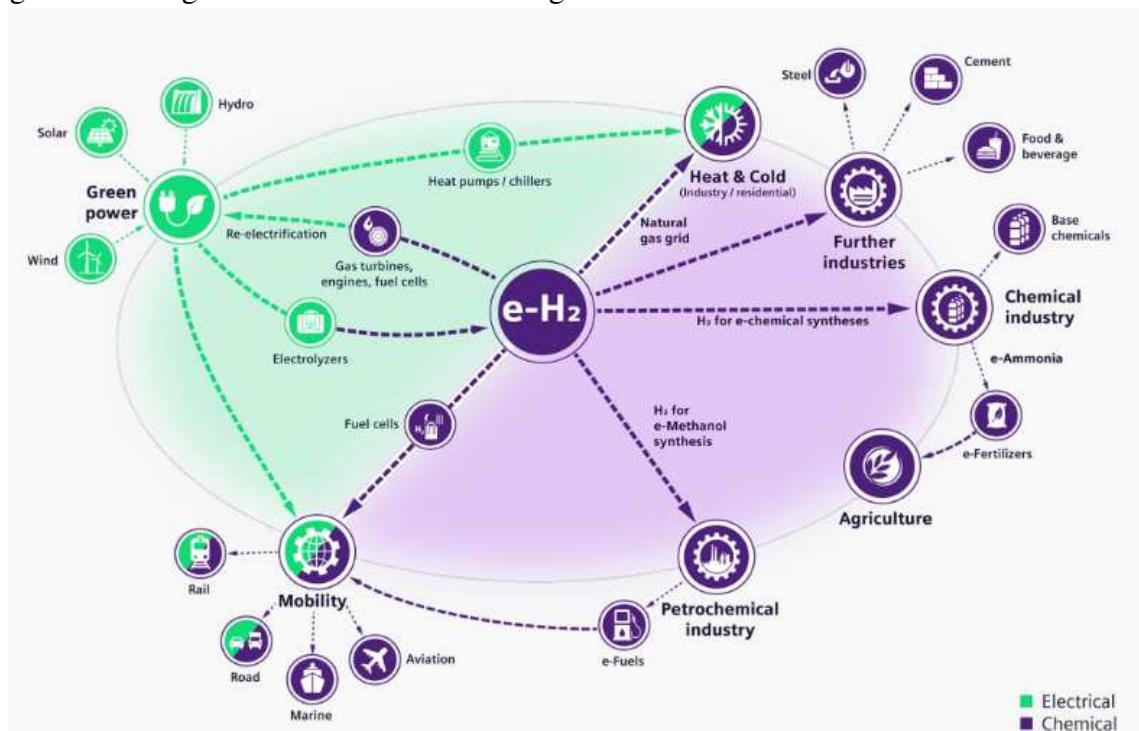 Steel
Cement
Hydro
Solar
Food &
beverage
Heat pumps / chillers
Heat & Cold
(Industry / residential)
Green
power
Base
chemicals
Natural
gas grid
Re-electrification
Further
industries
Wind
Gas turbines,
engines, fuel cells
e-H₂
Chemical
industry
H₂ for e-chemical syntheses
Electrolyzers
e-Ammonia
H₂ for
e-Methanol
synthesis
Fuel cells
H₂
e-Fertilizers
Agriculture
Rail
Mobility
Petrochemical
industry
e-Fuels
Road
Aviation
Marine
Electrical
Chemical